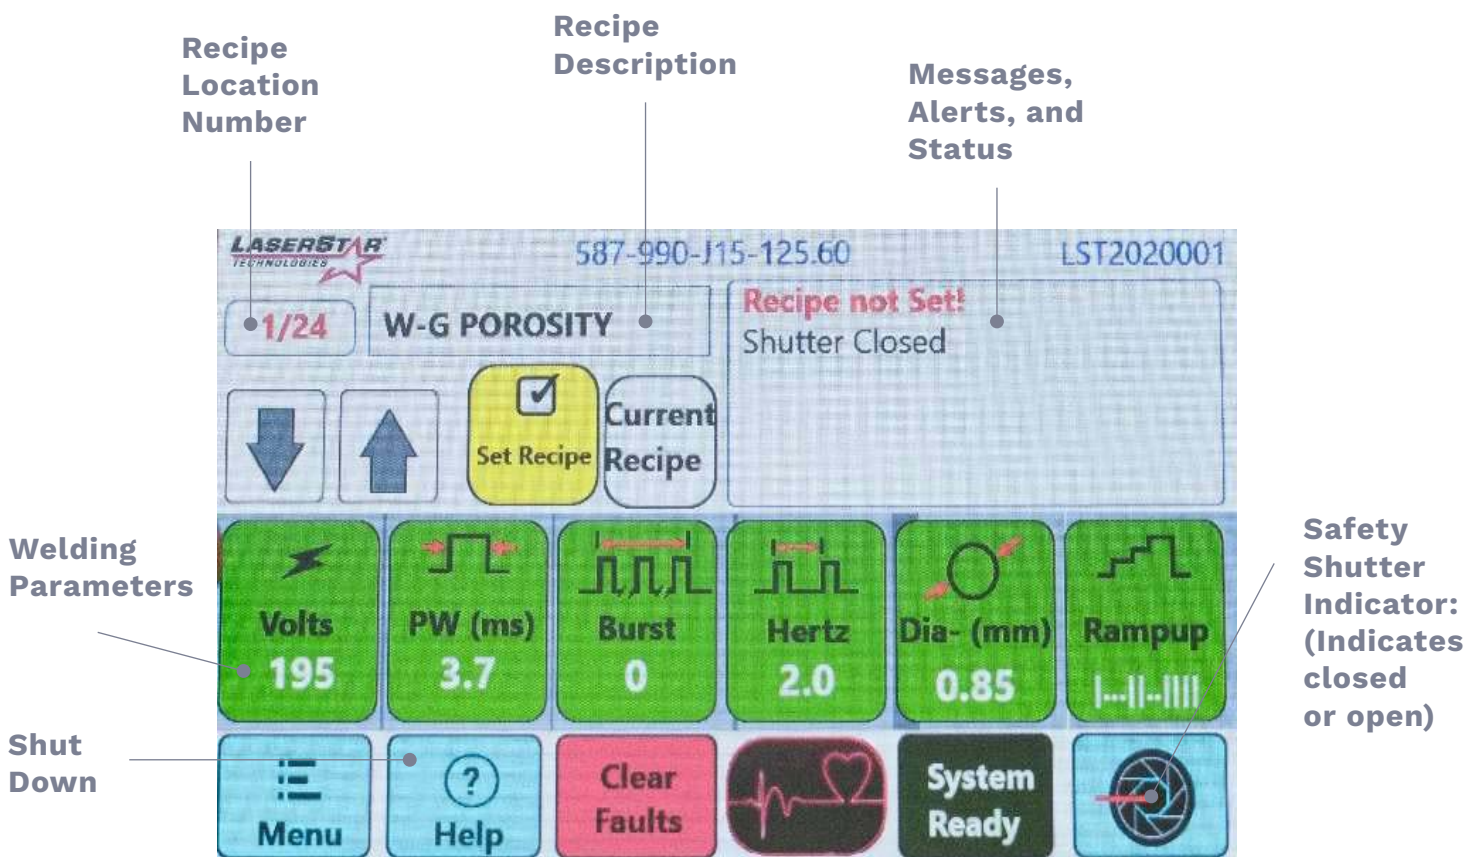 Recipe
Location
Number
Recipe
Description
Messages,
Alerts, and
Status
LASERSTAR
TECHNOLOGIES
587-990-J15-125.60
LST2020001
1/24
W-G POROSITY
Recipe not Set!
Shutter Closed
Set Recipe
Current
Recipe
Welding
Parameters
Volts
195
PW (ms)
3.7
Burst
0
Hertz
2.0
Dia- (mm)
0.85
Rampup
|...||..||||
Safety
Shutter
Indicator:
(Indicates
closed
or open)
Shut
Down
Menu
?
Help
Clear
Faults
System
Ready